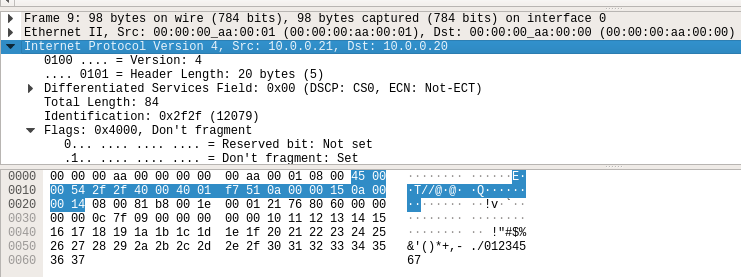 Frame 9: 98 bytes on wire (784 bits), 98 bytes captured (784 bits) on interface 0
Ethernet II, Src: 00:00:00_aa:00:01 (00:00:00:aa:00:01), Dst: 00:00:00_aa:00:00 (00:00:00:aa:00:00)
Internet Protocol Version 4, Src: 10.0.0.21, Dst: 10.0.0.20
0100 .... = Version: 4
.... 0101 = Header Length: 20 bytes (5)
Differentiated Services Field: 0x00 (DSCP: CS0, ECN: Not-ECT)
Total Length: 84
Identification: 0x2f2f (12079)
Flags: 0x4000, Don't fragment
0... .... .... .... = Reserved bit: Not set
.1.. .... .... .... = Don't fragment: Set
0000 00 00 00 aa 00 00 00 00 00 aa 00 01 08 00 45 00 ········ ······E·
0010 00 54 2f 2f 40 00 40 01 f7 51 0a 00 00 15 0a 00 ·T//@·@· ·Q······
0020 00 14 08 00 81 b8 00 1e 00 01 21 76 80 60 00 00 ········ ··!v·`··
0030 00 00 0c 7f 09 00 00 00 00 00 10 11 12 13 14 15 ········ ········
0040 16 17 18 19 1a 1b 1c 1d 1e 1f 20 21 22 23 24 25 ········ ·· !"#$%
0050 26 27 28 29 2a 2b 2c 2d 2e 2f 30 31 32 33 34 35 &'()*+,- ./012345
0060 36 37 67